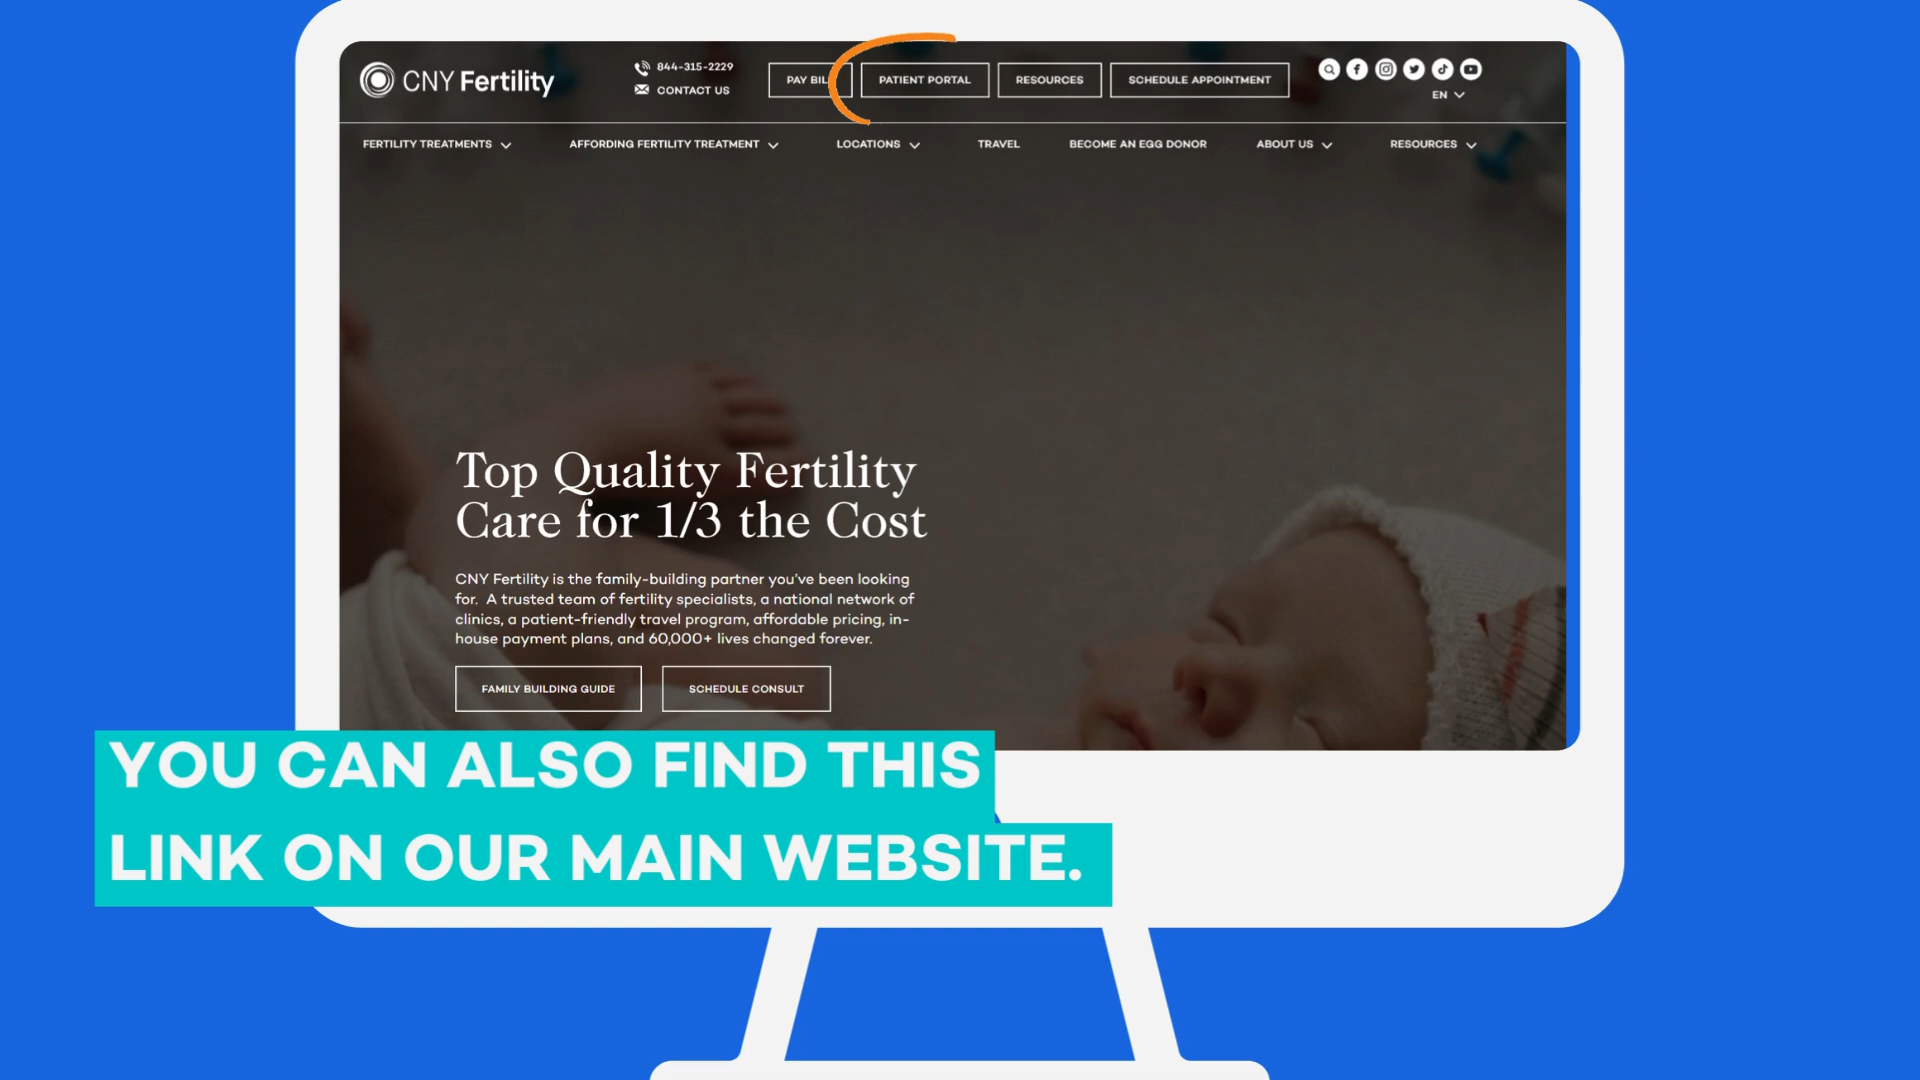 CNY Fertility
844-315-2229
CONTACT US
PAY BIL
PATIENT PORTAL
RESOURCES
SCHEDULE APPOINTMENT
EN
FERTILITY TREATMENTS
AFFORDING FERTILITY TREATMENT
LOCATIONS
TRAVEL
BECOME AN EGG DONOR
ABOUT US
RESOURCES
Top Quality Fertility
Care for 1/3 the Cost
CNY Fertility is the family-building partner you've been looking
for. A trusted team of fertility specialists, a national network of
clinics, a patient-friendly travel program, affordable pricing, in-
house payment plans, and 60,000+ lives changed forever.
FAMILY BUILDING GUIDE
SCHEDULE CONSULT
YOU CAN ALSO FIND THIS
LINK ON OUR MAIN WEBSITE.